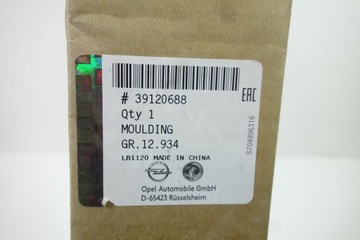 # 39120688
EAC
Qty 1
MOULDING
GR.12.934
LB1120 MADE IN CHINA
Opel Automobile GmbH
D-65423 Rüsselsheim
5704996316